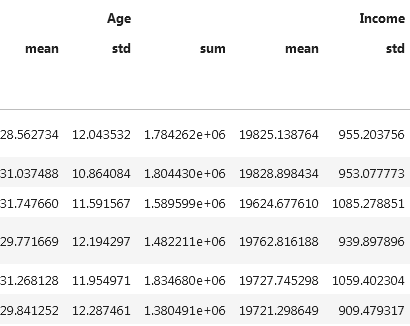 Age Income
mean std sum mean std
28.562734 12.043532 1.784262e+06 19825.138764 955.203756
31.037488 10.864084 1.804430e+06 19828.898434 953.077773
31.747660 11.591567 1.589599e+06 19624.677610 1085.278851
29.771669 12.194297 1.482211e+06 19762.816188 939.897896
31.268128 11.954971 1.834680e+06 19727.745298 1059.402304
29.841252 12.287461 1.380491e+06 19721.298649 909.479317